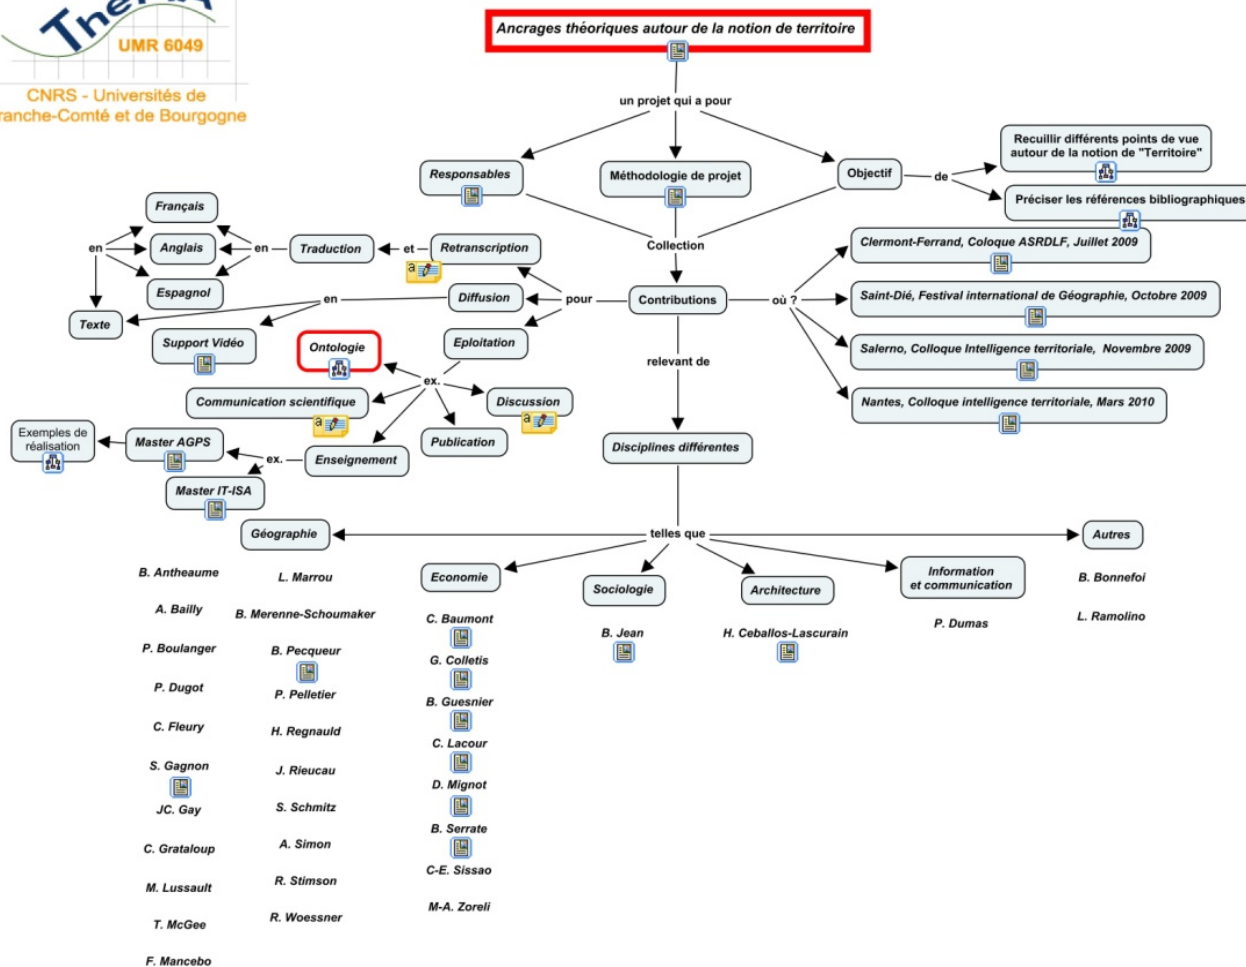 TheMA
UMR 6049
CNRS - Universités de
ranche-Comté et de Bourgogne
Ancrages théoriques autour de la notion de territoire
un projet qui a pour
Responsables
Méthodologie de projet
Objectif
de
Recuillir différents points de vue
autour de la notion de "Territoire"
Préciser les références bibliographiques
Collection
Contributions
où ?
Clermont-Ferrand, Coloque ASRDLF, Juillet 2009
Saint-Dié, Festival international de Géographie, Octobre 2009
Salerno, Colloque Intelligence territoriale, Novembre 2009
Nantes, Colloque intelligence territoriale, Mars 2010
pour
Retranscription
et
Traduction
en
Français
Anglais
Espagnol
en
Texte
Diffusion
en
Support Vidéo
Eploitation
ex.
Ontologie
Communication scientifique
Discussion
Publication
Enseignement
ex.
Master AGPS
Exemples de
réalisation
Master IT-ISA
relevant de
Disciplines différentes
telles que
Géographie
B. Antheaume
A. Bailly
P. Boulanger
P. Dugot
C. Fleury
S. Gagnon
JC. Gay
C. Grataloup
M. Lussault
T. McGee
F. Mancebo
L. Marrou
B. Merenne-Schoumaker
B. Pecqueur
P. Pelletier
H. Regnauld
J. Rieucau
S. Schmitz
A. Simon
R. Stimson
R. Woessner
Economie
C. Baumont
G. Colletis
B. Guesnier
C. Lacour
D. Mignot
B. Serrate
C-E. Sissao
M-A. Zoreli
Sociologie
B. Jean
Architecture
H. Ceballos-Lascurain
Information
et communication
P. Dumas
Autres
B. Bonnefoi
L. Ramolino